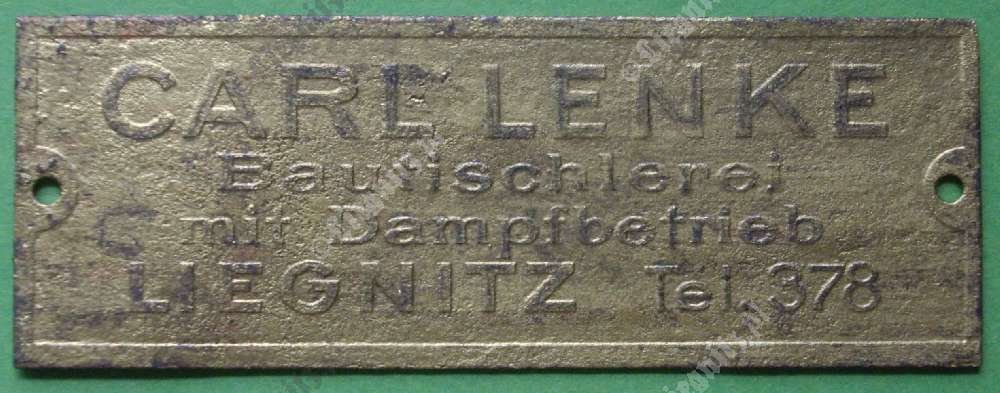 CARL LENKE
Bautischlerei
mit Dampfbetrieb
LIEGNITZ Tel. 378